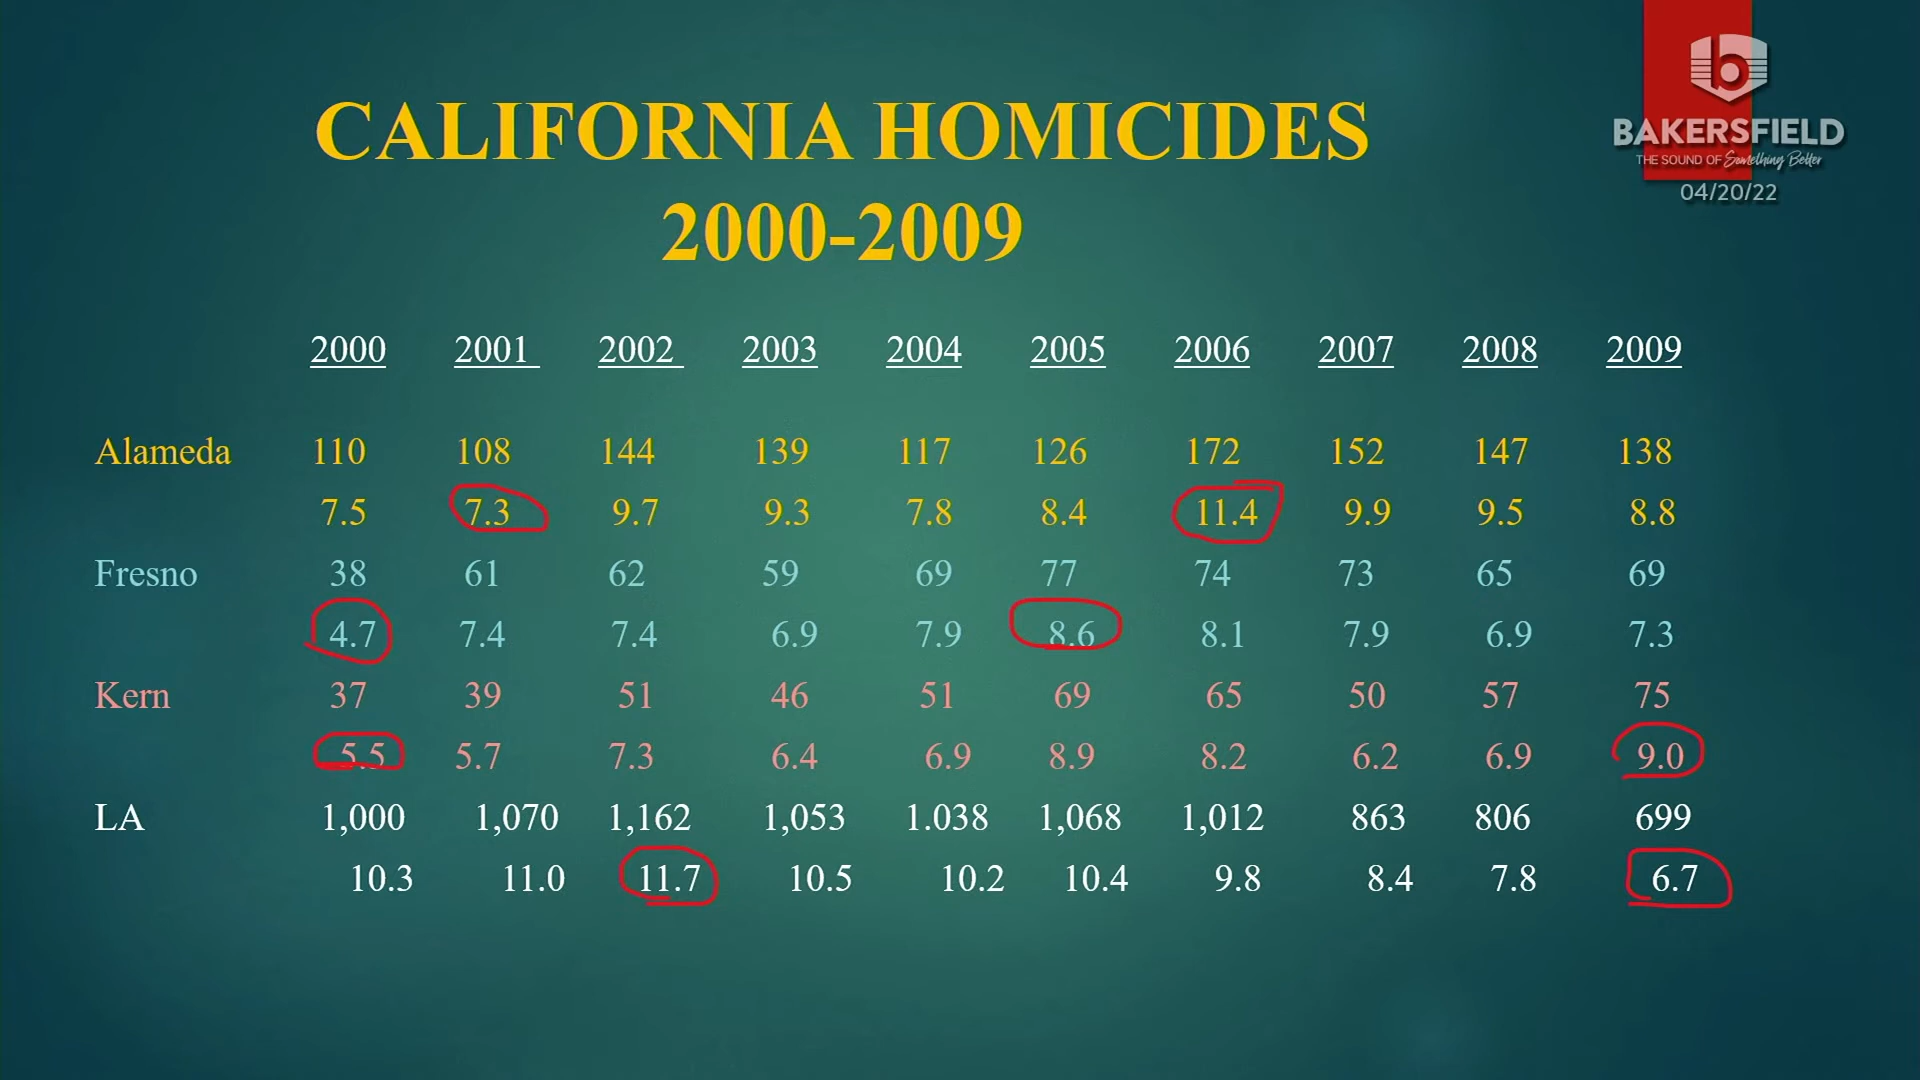 CALIFORNIA HOMICIDES
2000-2009
BAKERSFIELD
THE SOUND OF Something Better
04/20/22
2000 2001 2002 2003 2004 2005 2006 2007 2008 2009
Alameda 110 108 144 139 117 126 172 152 147 138
7.5 7.3 9.7 9.3 7.8 8.4 11.4 9.9 9.5 8.8
Fresno 38 61 62 59 69 77 74 73 65 69
4.7 7.4 7.4 6.9 7.9 8.6 8.1 7.9 6.9 7.3
Kern 37 39 51 46 51 69 65 50 57 75
5.5 5.7 7.3 6.4 6.9 8.9 8.2 6.2 6.9 9.0
LA 1,000 1,070 1,162 1,053 1.038 1,068 1,012 863 806 699
10.3 11.0 11.7 10.5 10.2 10.4 9.8 8.4 7.8 6.7